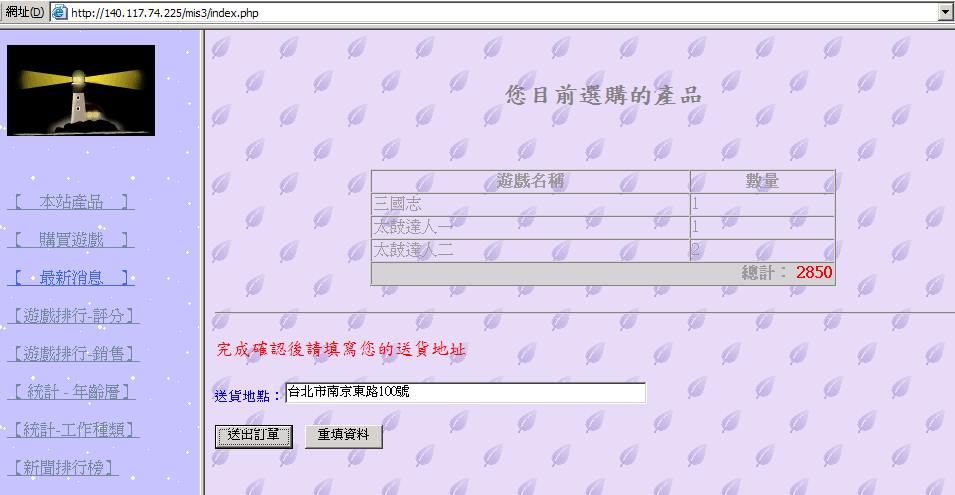 網址(D) http://140.117.74.225/mis3/index.php
【 本站產品 】
【 購買遊戲 】
【 最新消息 】
【遊戲排行-評分】
【遊戲排行-銷售】
【 統計 - 年齡層】
【統計-工作種類】
【新聞排行榜】
您目前選購的產品
遊戲名稱 數量
三國志 1
太鼓達人一 1
太鼓達人二 2
總計： 2850
完成確認後請填寫您的送貨地址
送貨地點： 台北市南京東路100號
送出訂單 重填資料